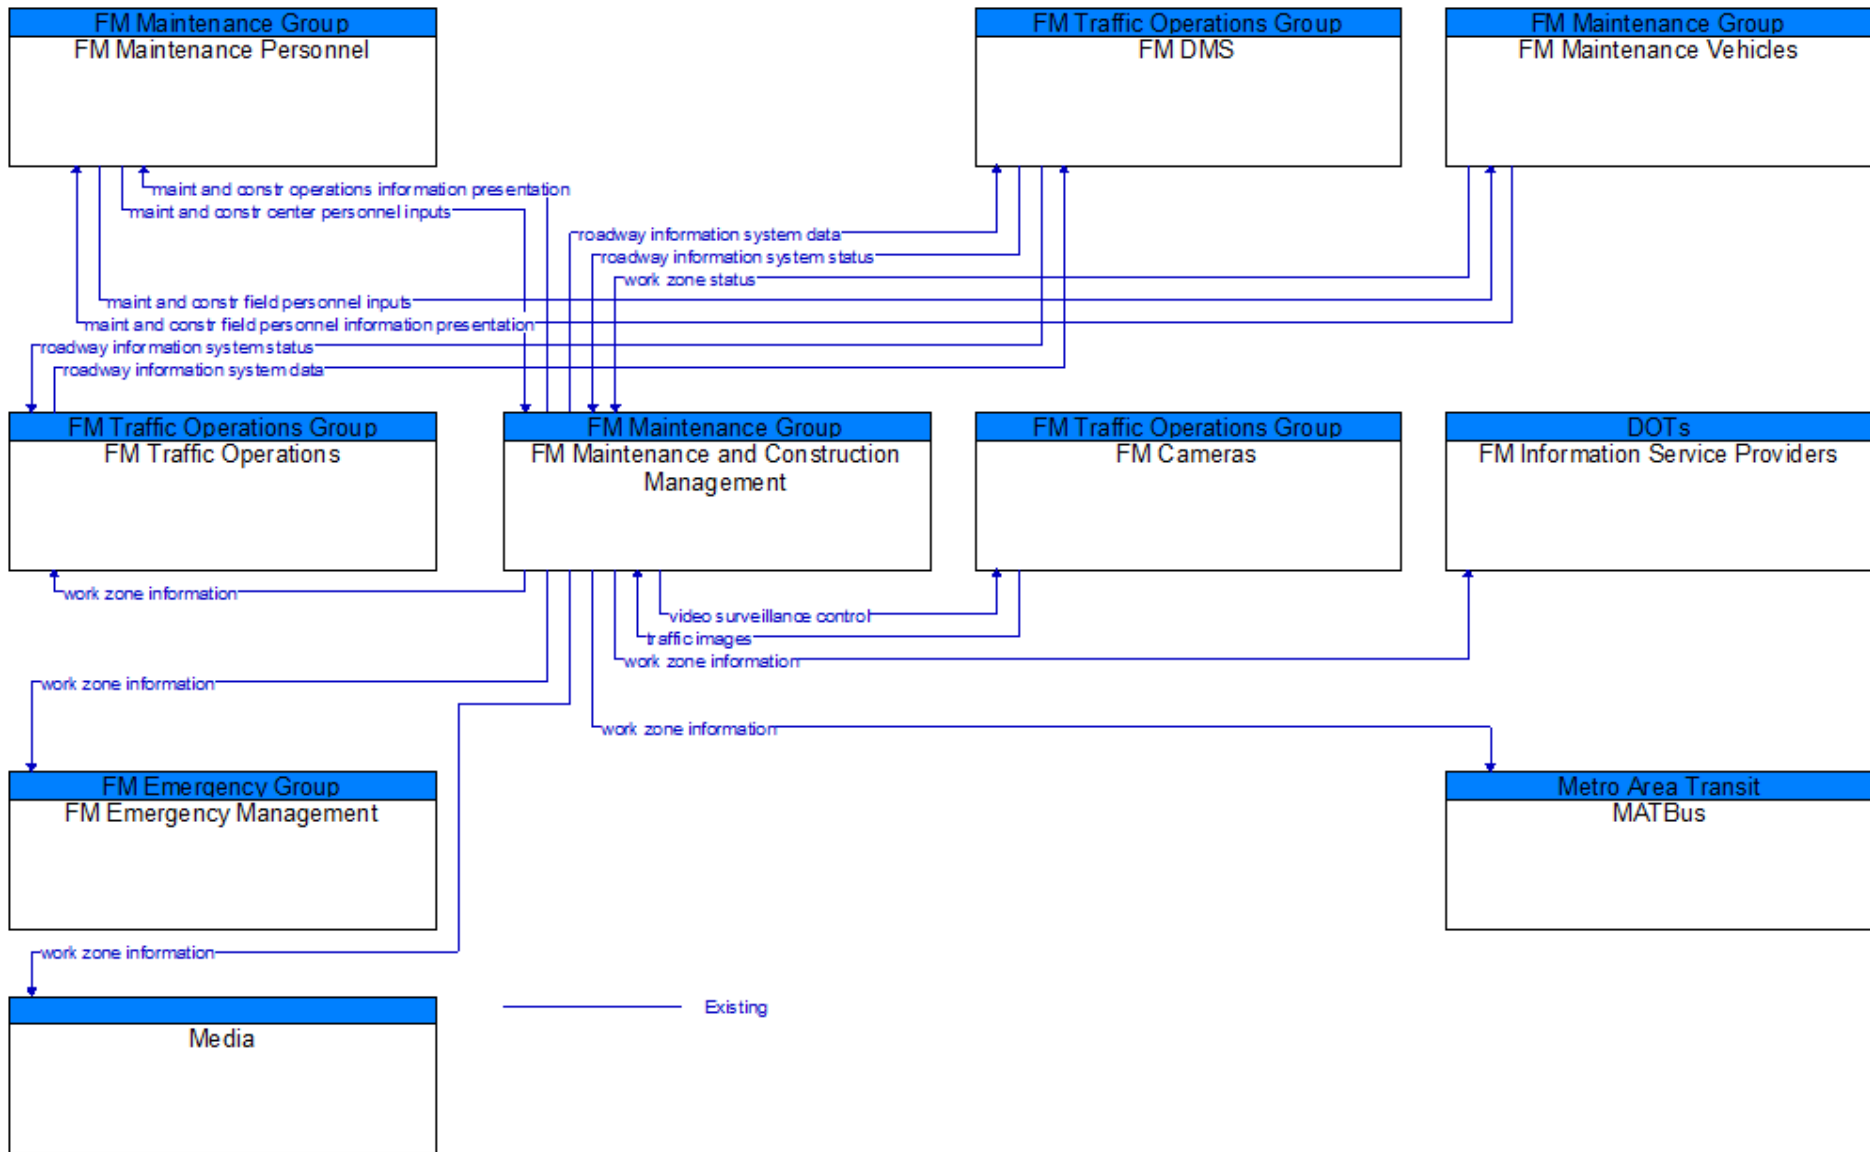 FM Maintenance Group
FM Maintenance Personnel
FM Traffic Operations Group
FM DMS
FM Maintenance Group
FM Maintenance Vehicles
maint and constr operations information presentation
maint and constr center personnel inputs
roadway information system data
roadway information system status
work zone status
maint and constr field personnel inputs
maint and constr field personnel information presentation
roadway information system status
roadway information system data
FM Traffic Operations Group
FM Traffic Operations
FM Maintenance Group
FM Maintenance and Construction
Management
FM Traffic Operations Group
FM Cameras
DOTs
FM Information Service Providers
work zone information
video surveillance control
traffic images
work zone information
work zone information
work zone information
FM Emergency Group
FM Emergency Management
Metro Area Transit
MATBus
work zone information
Media
Existing